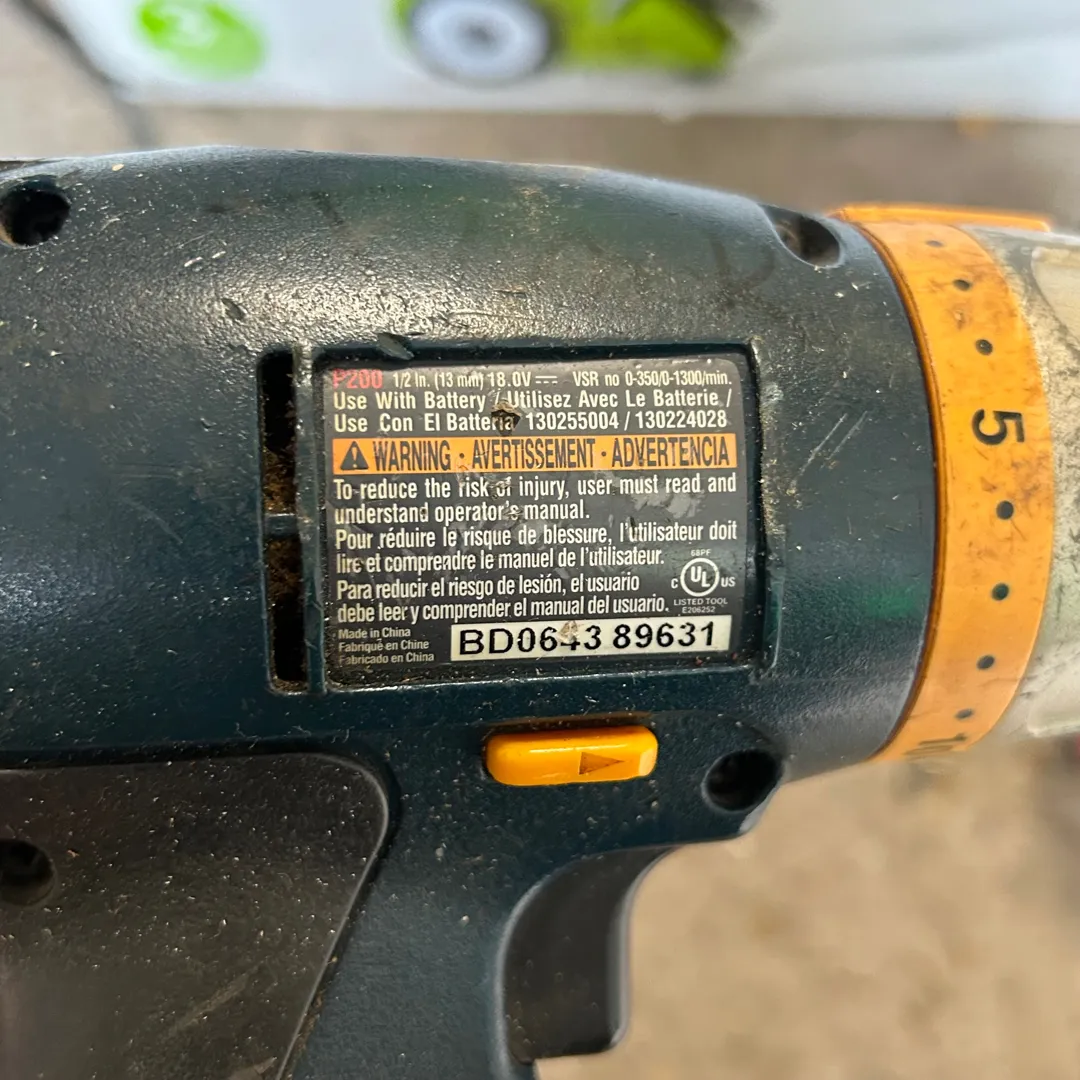 P200 1/2 In. (13 mm) 18.0V ⎓ VSR no 0-350/0-1300/min.
Use With Battery / Utilisez Avec Le Batterie /
Use Con El Batteria 130255004 / 130224028
WARNING · AVERTISSEMENT · ADVERTENCIA
To reduce the risk of injury, user must read and
understand operator's manual.
Pour réduire le risque de blessure, l'utilisateur doit
lire et comprendre le manuel de l'utilisateur.
Para reducir el riesgo de lesión, el usuario
debe leer y comprender el manual del usuario.
68PF
C UL US
LISTED TOOL
E206252
Made in China
Fabriqué en Chine
Fabricado en China
BD0643 89631
5
10